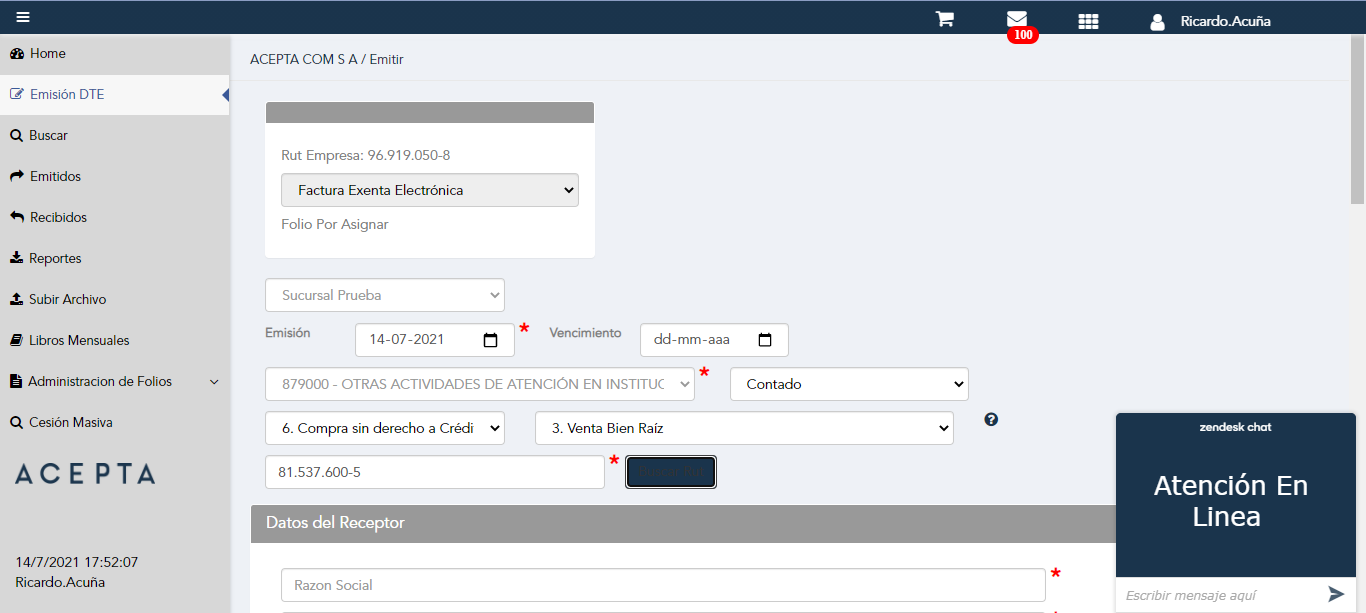 Ricardo.Acuña
100
Home
Emisión DTE
Buscar
Emitidos
Recibidos
Reportes
Subir Archivo
Libros Mensuales
Administracion de Folios
Cesión Masiva
ACEPTA
14/7/2021 17:52:07
Ricardo.Acuña
ACEPTA COM S A / Emitir
Rut Empresa: 96.919.050-8
Factura Exenta Electrónica
Folio Por Asignar
Sucursal Prueba
Emisión 14-07-2021 * Vencimiento dd-mm-aaa
879000 - OTRAS ACTIVIDADES DE ATENCIÓN EN INSTITUC * Contado
6. Compra sin derecho a Crédi 3. Venta Bien Raíz ?
81.537.600-5 *
Datos del Receptor
Razon Social *
zendesk chat
Atención En
Linea
Escribir mensaje aquí